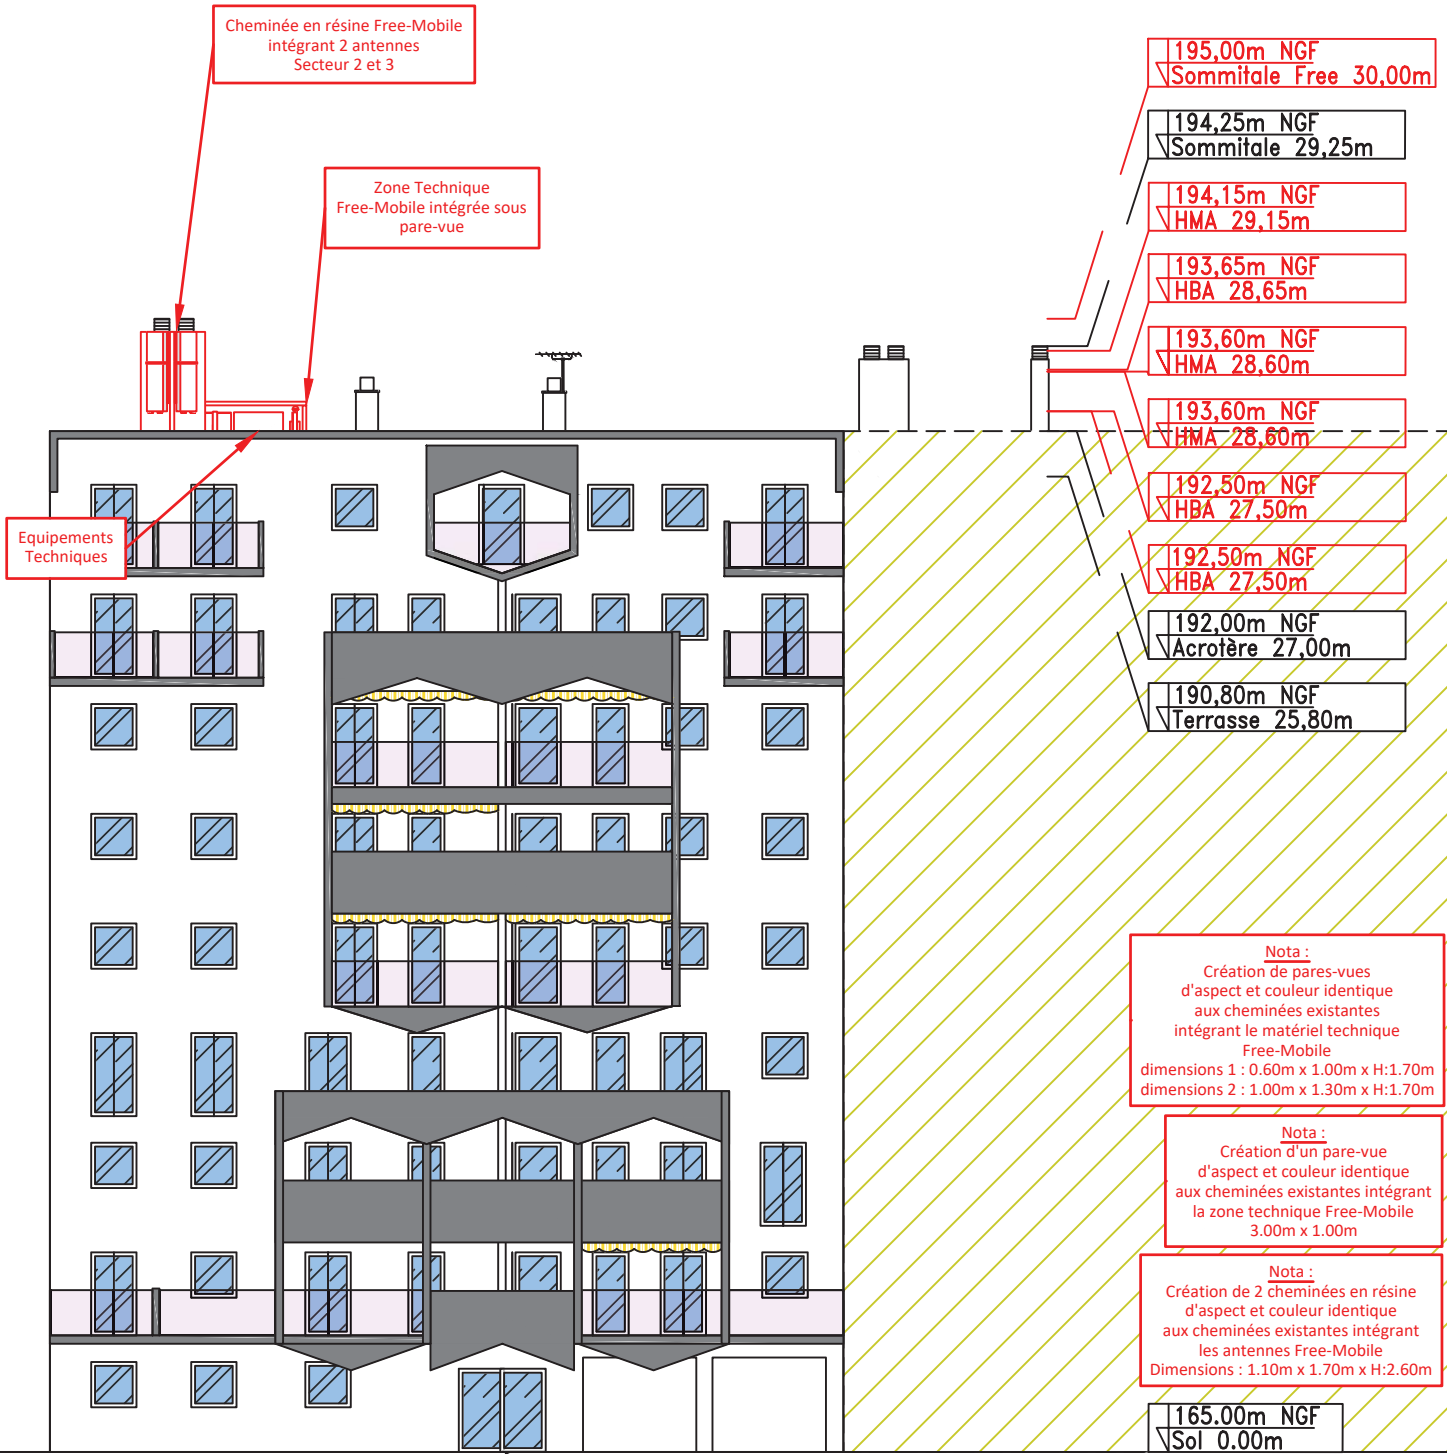 Cheminée en résine Free-Mobile
intégrant 2 antennes
Secteur 2 et 3
Zone Technique
Free-Mobile intégrée sous
pare-vue
Equipements
Techniques
195,00m NGF
Sommitale Free 30,00m
194,25m NGF
Sommitale 29,25m
194,15m NGF
HMA 29,15m
193,65m NGF
HBA 28,65m
193,60m NGF
HMA 28,60m
193,60m NGF
HMA 28,60m
192,50m NGF
HBA 27,50m
192,50m NGF
HBA 27,50m
192,00m NGF
Acrotère 27,00m
190,80m NGF
Terrasse 25,80m
Nota :
Création de pares-vues
d'aspect et couleur identique
aux cheminées existantes
intégrant le matériel technique
Free-Mobile
dimensions 1 : 0.60m x 1.00m x H:1.70m
dimensions 2 : 1.00m x 1.30m x H:1.70m
Nota :
Création d'un pare-vue
d'aspect et couleur identique
aux cheminées existantes intégrant
la zone technique Free-Mobile
3.00m x 1.00m
Nota :
Création de 2 cheminées en résine
d'aspect et couleur identique
aux cheminées existantes intégrant
les antennes Free-Mobile
Dimensions : 1.10m x 1.70m x H:2.60m
165.00m NGF
Sol 0.00m